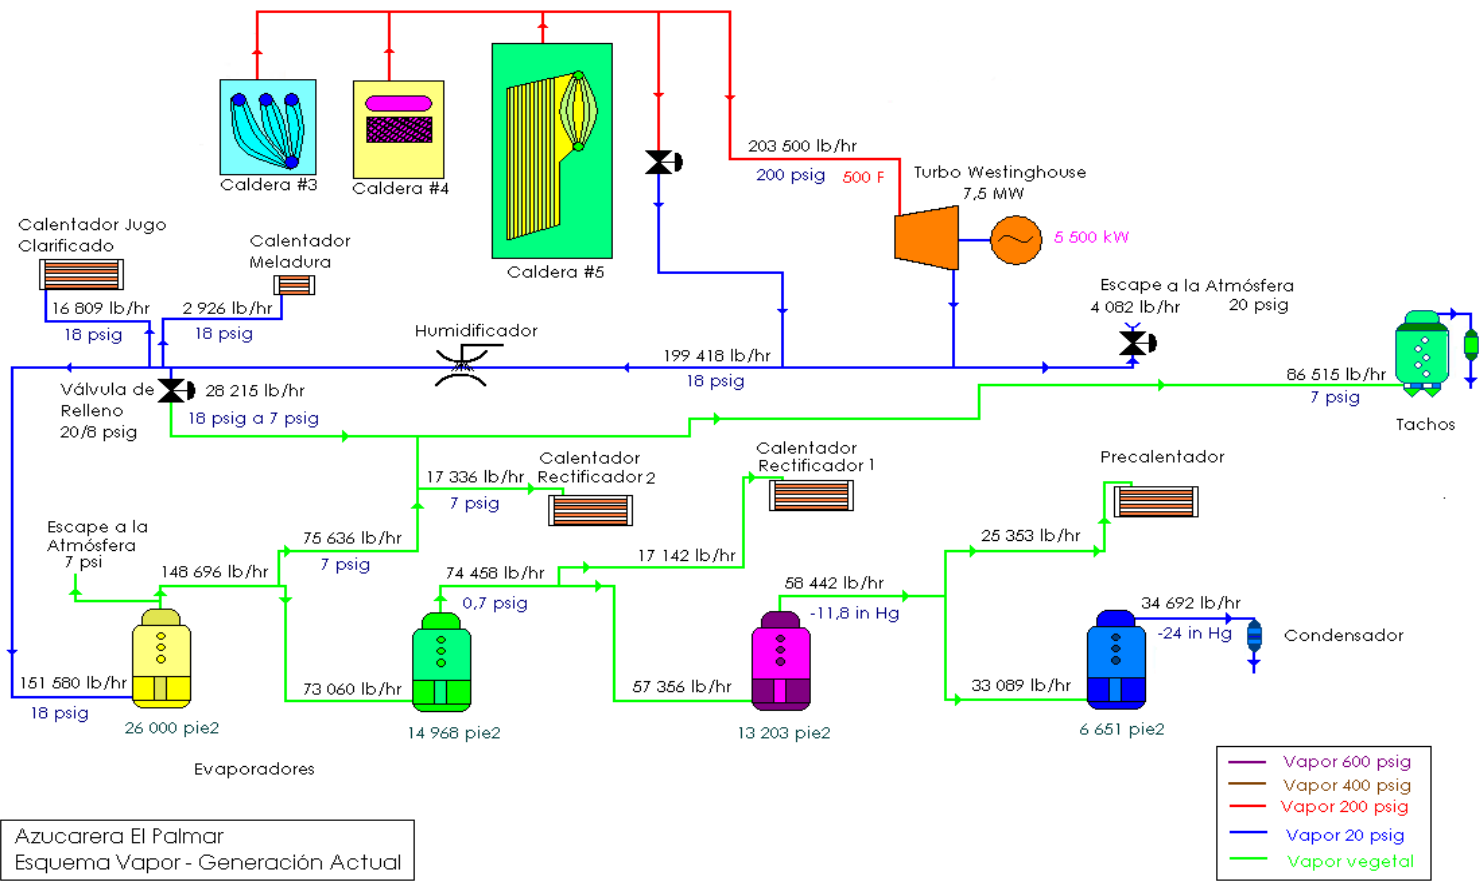 203 500 lb/hr
200 psig
500 F
Turbo Westinghouse
7,5 MW
5 500 kW
Caldera #3
Caldera #4
Caldera #5
Calentador Jugo
Clarificado
16 809 lb/hr
18 psig
Calentador
Meladura
2 926 lb/hr
18 psig
Humidificador
199 418 lb/hr
18 psig
Escape a la Atmósfera
4 082 lb/hr
20 psig
86 515 lb/hr
7 psig
Tachos
Válvula de
Relleno
20/8 psig
28 215 lb/hr
18 psig a 7 psig
17 336 lb/hr
7 psig
Calentador
Rectificador 2
Calentador
Rectificador 1
Precalentador
Escape a la
Atmósfera
7 psi
148 696 lb/hr
75 636 lb/hr
7 psig
74 458 lb/hr
0,7 psig
17 142 lb/hr
58 442 lb/hr
-11,8 in Hg
25 353 lb/hr
34 692 lb/hr
-24 in Hg
Condensador
151 580 lb/hr
18 psig
73 060 lb/hr
57 356 lb/hr
33 089 lb/hr
26 000 pie2
14 968 pie2
13 203 pie2
6 651 pie2
Evaporadores
Vapor 600 psig
Vapor 400 psig
Vapor 200 psig
Vapor 20 psig
Vapor vegetal
Azucarera El Palmar
Esquema Vapor - Generación Actual